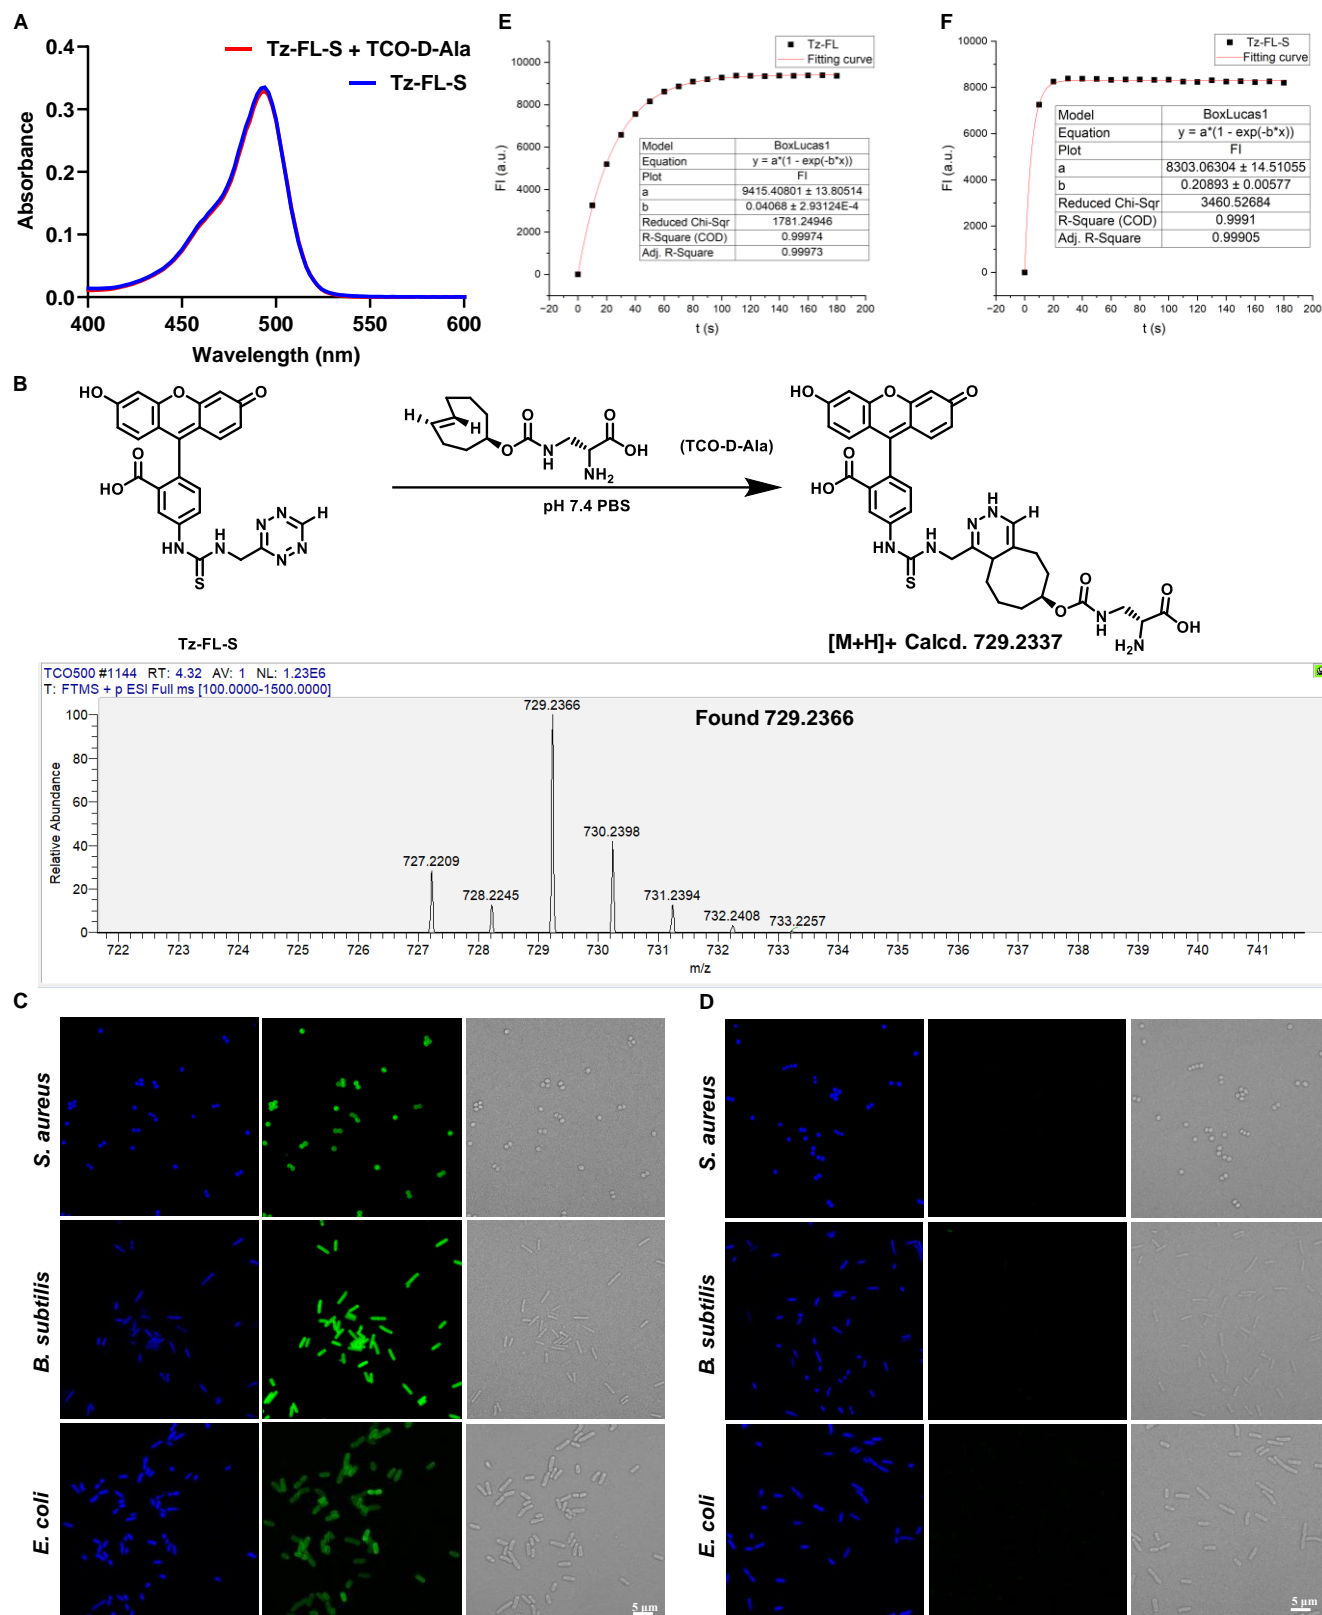 A
0.4
0.3
0.2
0.1
0.0
Absorbance
Tz-FL-S + TCO-D-Ala
Tz-FL-S
400
450
500
550
600
Wavelength (nm)
E
10000
8000
6000
4000
2000
0
FI (a.u.)
Tz-FL
Fitting curve
Model BoxLucas1
Equation y = a*(1 - exp(-b*x))
Plot FI
a 9415.40801 ± 13.80514
b 0.04068 ± 2.93124E-4
Reduced Chi-Sqr 1781.24946
R-Square (COD) 0.99974
Adj. R-Square 0.99973
-20 0 20 40 60 80 100 120 140 160 180 200
t (s)
F
10000
8000
6000
4000
2000
0
FI (a.u.)
Tz-FL-S
Fitting curve
Model BoxLucas1
Equation y = a*(1 - exp(-b*x))
Plot FI
a 8303.06304 ± 14.51055
b 0.20893 ± 0.00577
Reduced Chi-Sqr 3460.52684
R-Square (COD) 0.9991
Adj. R-Square 0.99905
-20 0 20 40 60 80 100 120 140 160 180 200
t (s)
B
HO
O
O
O
HO
NH
S
H
N
N
N
N
N
H
Tz-FL-S
H
H
O
O
N
H
NH2
O
OH
(TCO-D-Ala)
pH 7.4 PBS
HO
O
O
O
HO
NH
S
H
N
N
H
N
H
O
O
N
H
H2N
O
OH
[M+H]+ Calcd. 729.2337
TCO500 #1144 RT: 4.32 AV: 1 NL: 1.23E6
T: FTMS + p ESI Full ms [100.0000-1500.0000]
Found 729.2366
100
80
60
40
20
0
Relative Abundance
727.2209
728.2245
729.2366
730.2398
731.2394
732.2408
733.2257
722 723 724 725 726 727 728 729 730 731 732 733 734 735 736 737 738 739 740 741
m/z
C
S. aureus
B. subtilis
E. coli
5 μm
D
S. aureus
B. subtilis
E. coli
5 μm